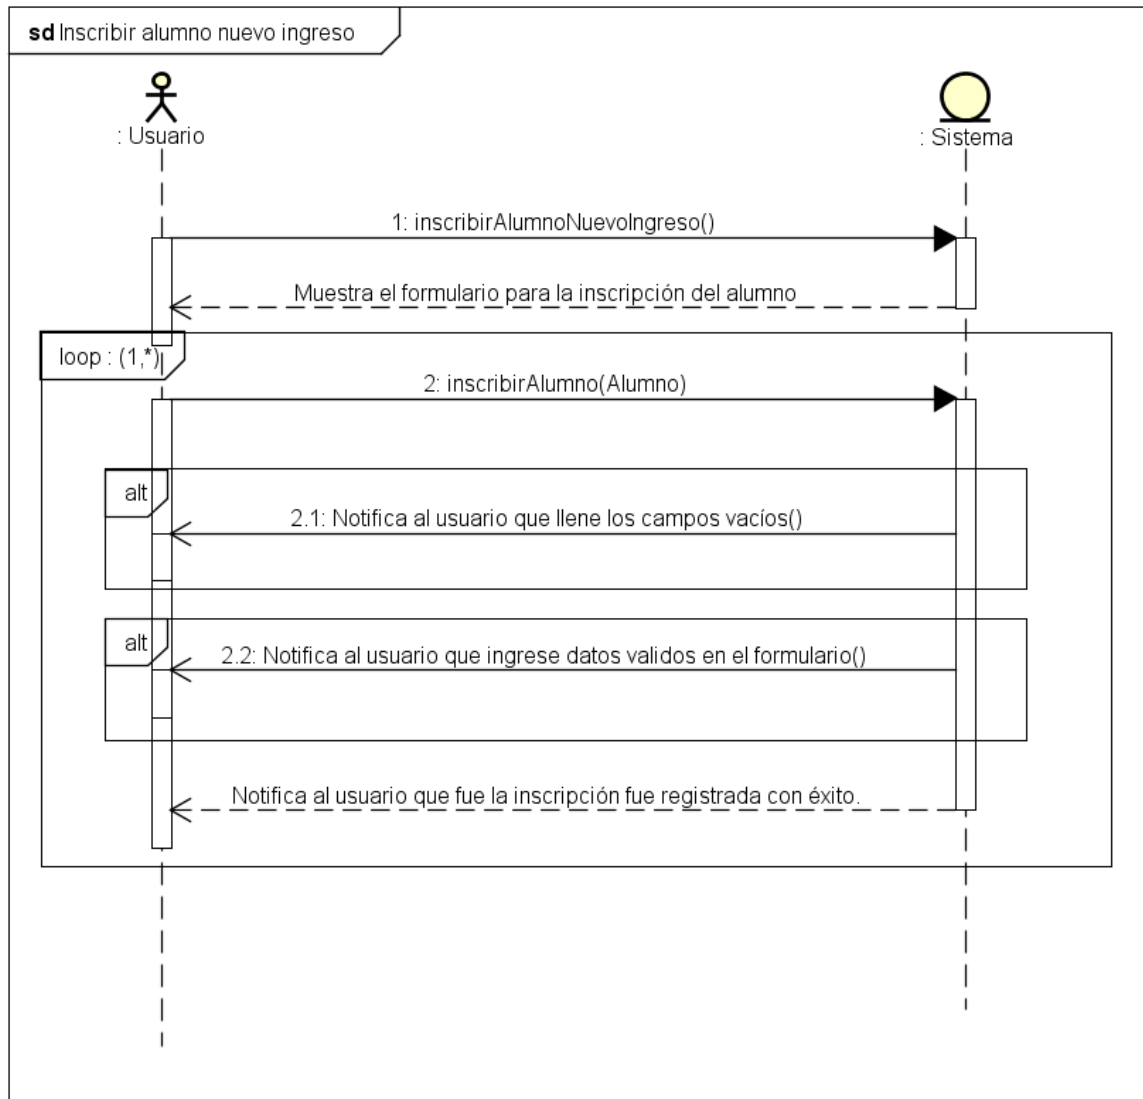 sd Inscribir alumno nuevo ingreso
: Usuario
: Sistema
1: inscribirAlumnoNuevoIngreso()
Muestra el formulario para la inscripción del alumno
loop : (1,*)
2: inscribirAlumno(Alumno)
alt
2.1: Notifica al usuario que llene los campos vacíos()
alt
2.2: Notifica al usuario que ingrese datos validos en el formulario()
Notifica al usuario que fue la inscripción fue registrada con éxito.